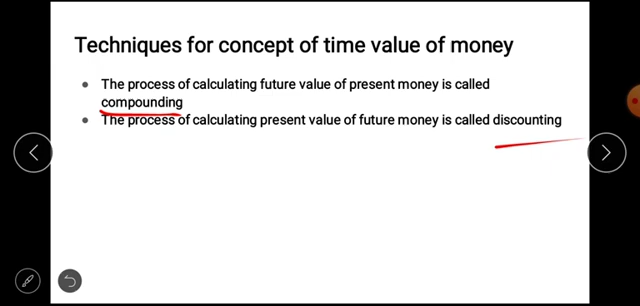 Techniques for concept of time value of money
● The process of calculating future value of present money is called
compounding
● The process of calculating present value of future money is called discounting